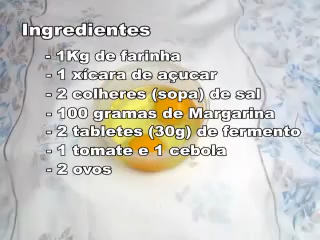 Ingredientes
- 1Kg de farinha
- 1 xícara de açucar
- 2 colheres (sopa) de sal
- 100 gramas de Margarina
- 2 tabletes (30g) de fermento
- 1 tomate e 1 cebola
- 2 ovos